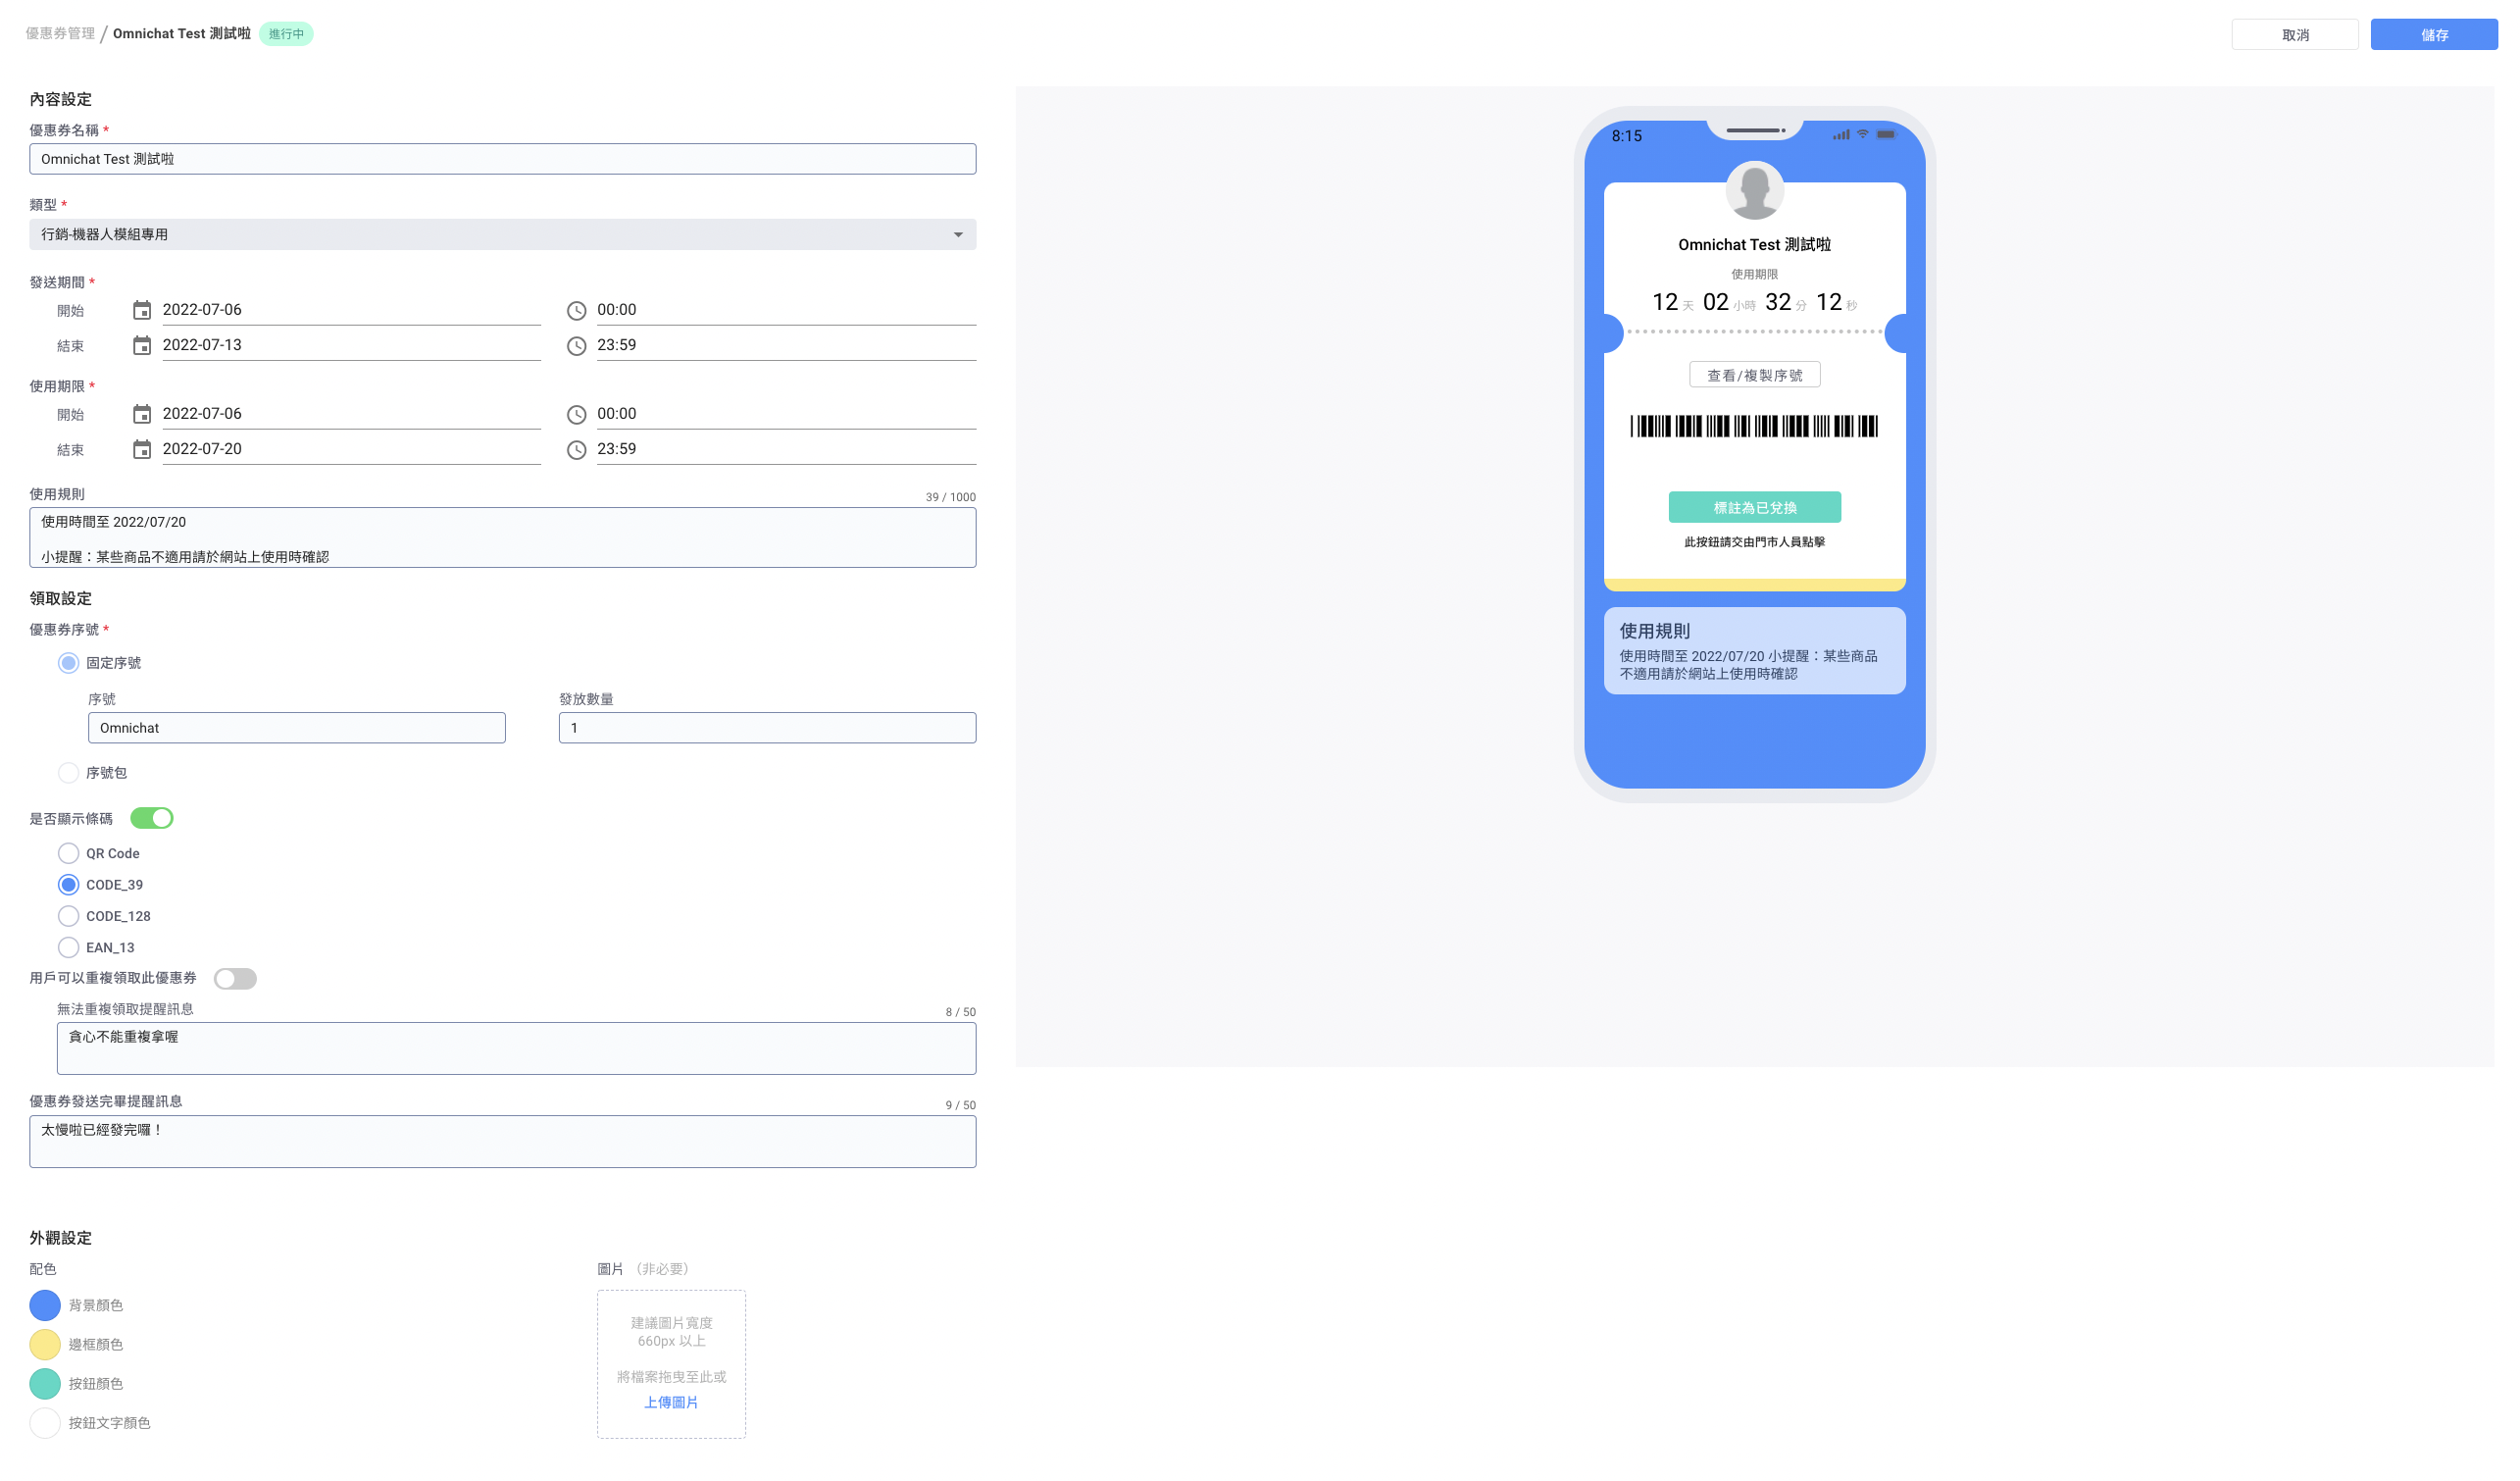 優惠券管理 / Omnichat Test 測試啦 進行中
取消
儲存
內容設定
優惠券名稱 *
Omnichat Test 測試啦
類型 *
行銷-機器人模組專用
發送期間 *
開始 2022-07-06 00:00
結束 2022-07-13 23:59
使用期限 *
開始 2022-07-06 00:00
結束 2022-07-20 23:59
使用規則 39 / 1000
使用時間至 2022/07/20
小提醒：某些商品不適用請於網站上使用時確認
領取設定
優惠券序號 *
固定序號
序號 發放數量
Omnichat 1
序號包
是否顯示條碼
QR Code
CODE_39
CODE_128
EAN_13
用戶可以重複領取此優惠券
無法重複領取提醒訊息 8 / 50
貪心不能重複拿喔
優惠券發送完畢提醒訊息 9 / 50
太慢啦已經發完囉！
外觀設定
配色
背景顏色
邊框顏色
按鈕顏色
按鈕文字顏色
圖片 （非必要）
建議圖片寬度
660px 以上
將檔案拖曳至此或
上傳圖片
8:15
Omnichat Test 測試啦
使用期限
12 天 02 小時 32 分 12 秒
查看/複製序號
標註為已兌換
此按鈕請交由門市人員點擊
使用規則
使用時間至 2022/07/20 小提醒：某些商品
不適用請於網站上使用時確認